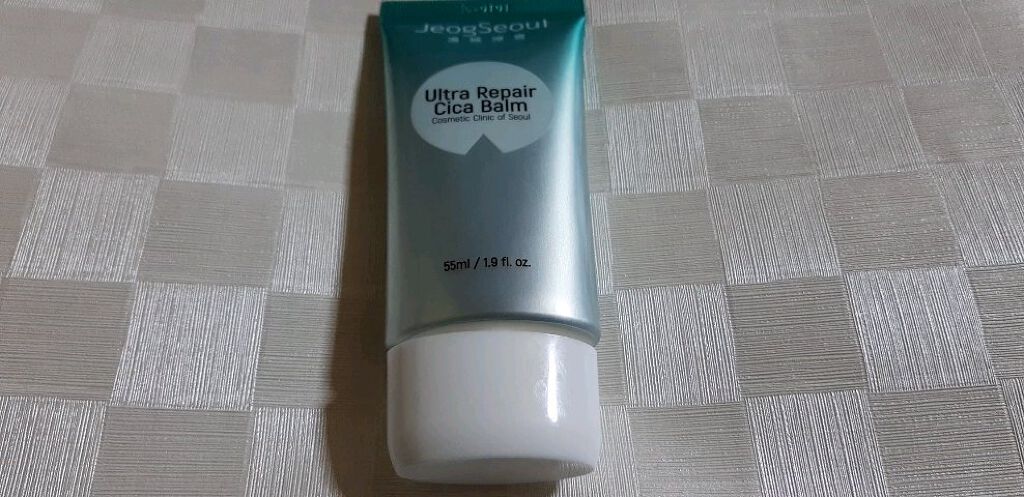 JeogSeoul
Ultra Repair
Cica Balm
Cosmetic Clinic of Seoul
55ml / 1.9 fl. oz.